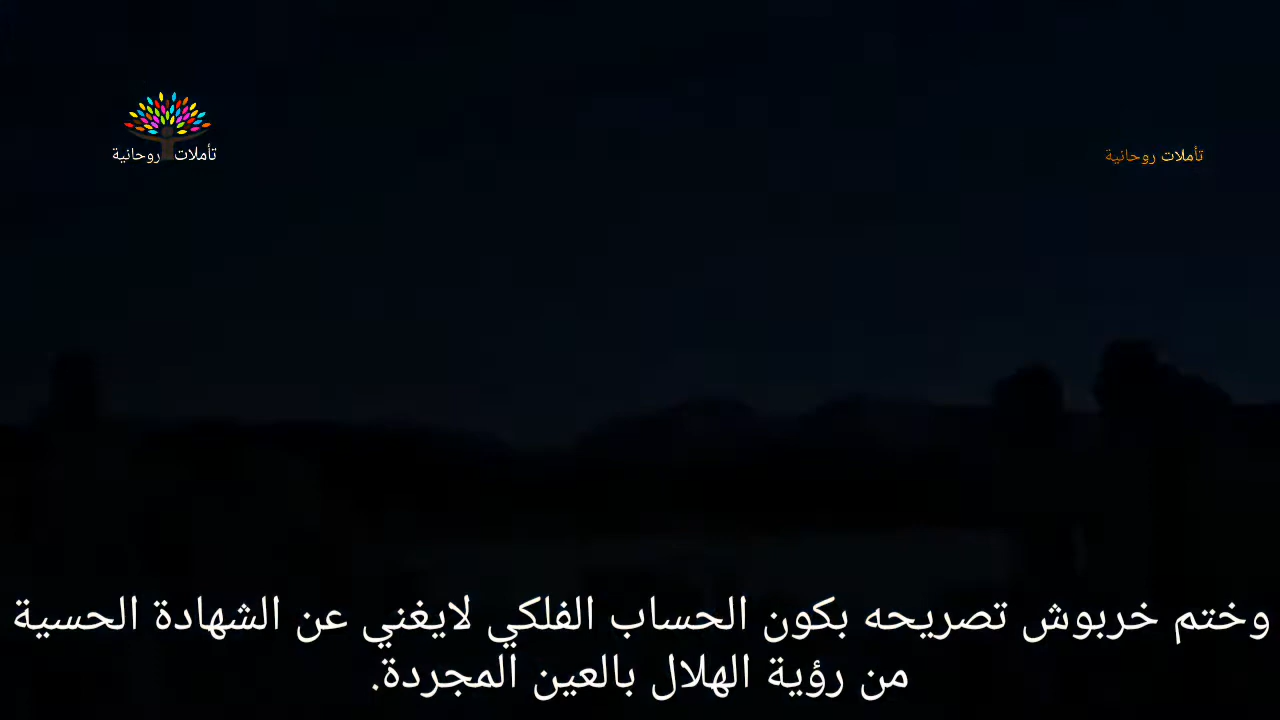 تأملات روحانية
تأملات روحانية
وختم خربوش تصريحه بكون الحساب الفلكي لايغني عن الشهادة الحسية
من رؤية الهلال بالعين المجردة.